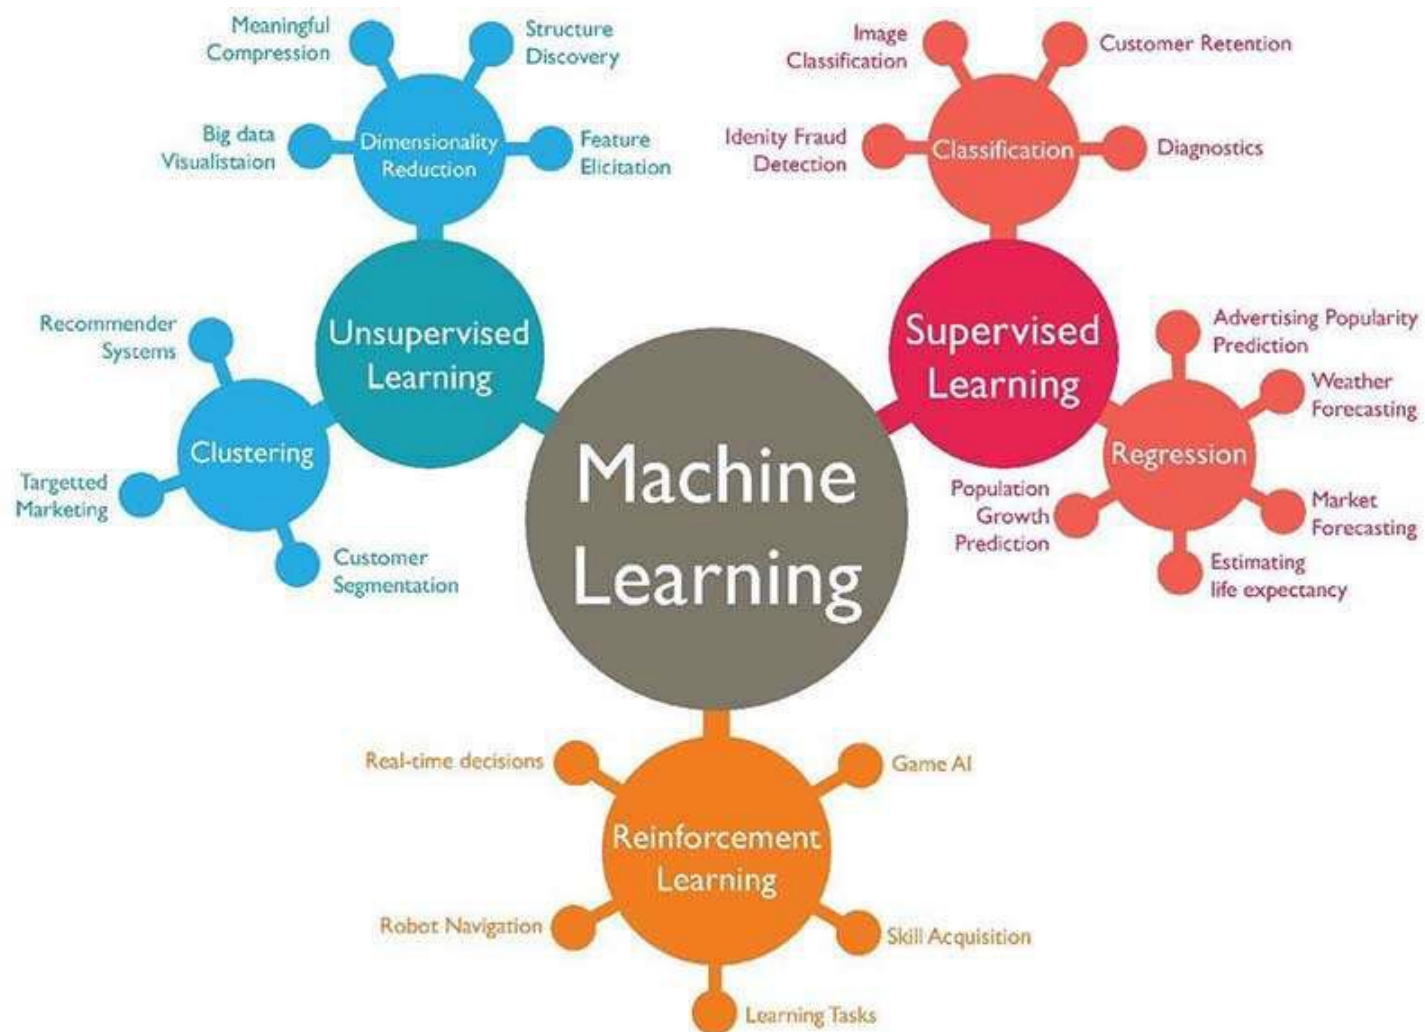 Meaningful
Compression
Structure
Discovery
Big data
Visualistaion
Dimensionality
Reduction
Feature
Elicitation
Image
Classification
Customer Retention
Idenity Fraud
Detection
Classification
Diagnostics
Recommender
Systems
Unsupervised
Learning
Clustering
Targetted
Marketing
Customer
Segmentation
Supervised
Learning
Advertising Popularity
Prediction
Weather
Forecasting
Regression
Population
Growth
Prediction
Market
Forecasting
Estimating
life expectancy
Machine
Learning
Real-time decisions
Game AI
Reinforcement
Learning
Robot Navigation
Skill Acquisition
Learning Tasks